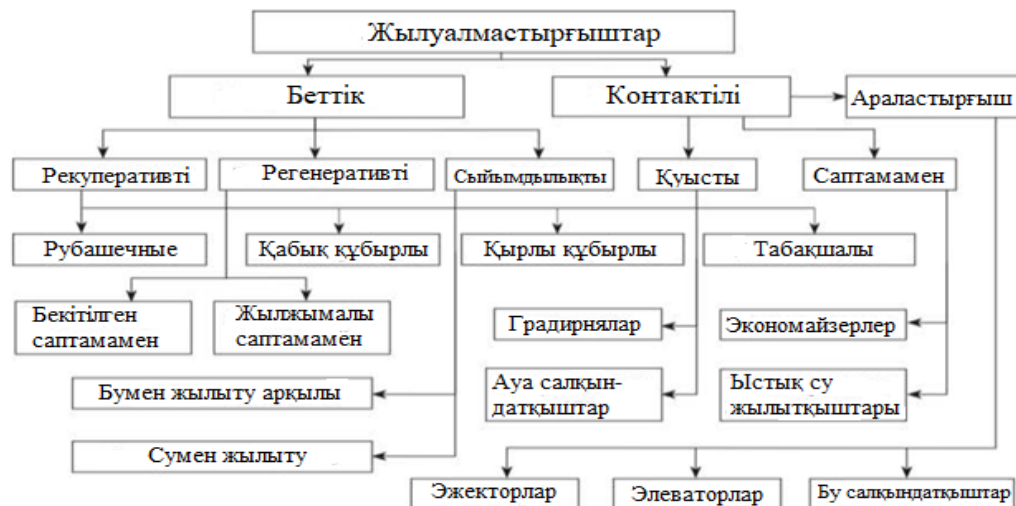 Жылуалмастырғыштар
Беттік
Контактілі
Араластырғыш
Рекуперативті
Регенеративті
Сыйымдылықты
Қуысты
Саптамамен
Рубашечные
Қабық құбырлы
Қырлы құбырлы
Табақшалы
Бекітілген
саптамамен
Жылжымалы
саптамамен
Градирнялар
Экономайзерлер
Бумен жылыту арқылы
Ауа салқын-
датқыштар
Ыстық су
жылытқыштары
Сумен жылыту
Эжекторлар
Элеваторлар
Бу салқындатқыштар